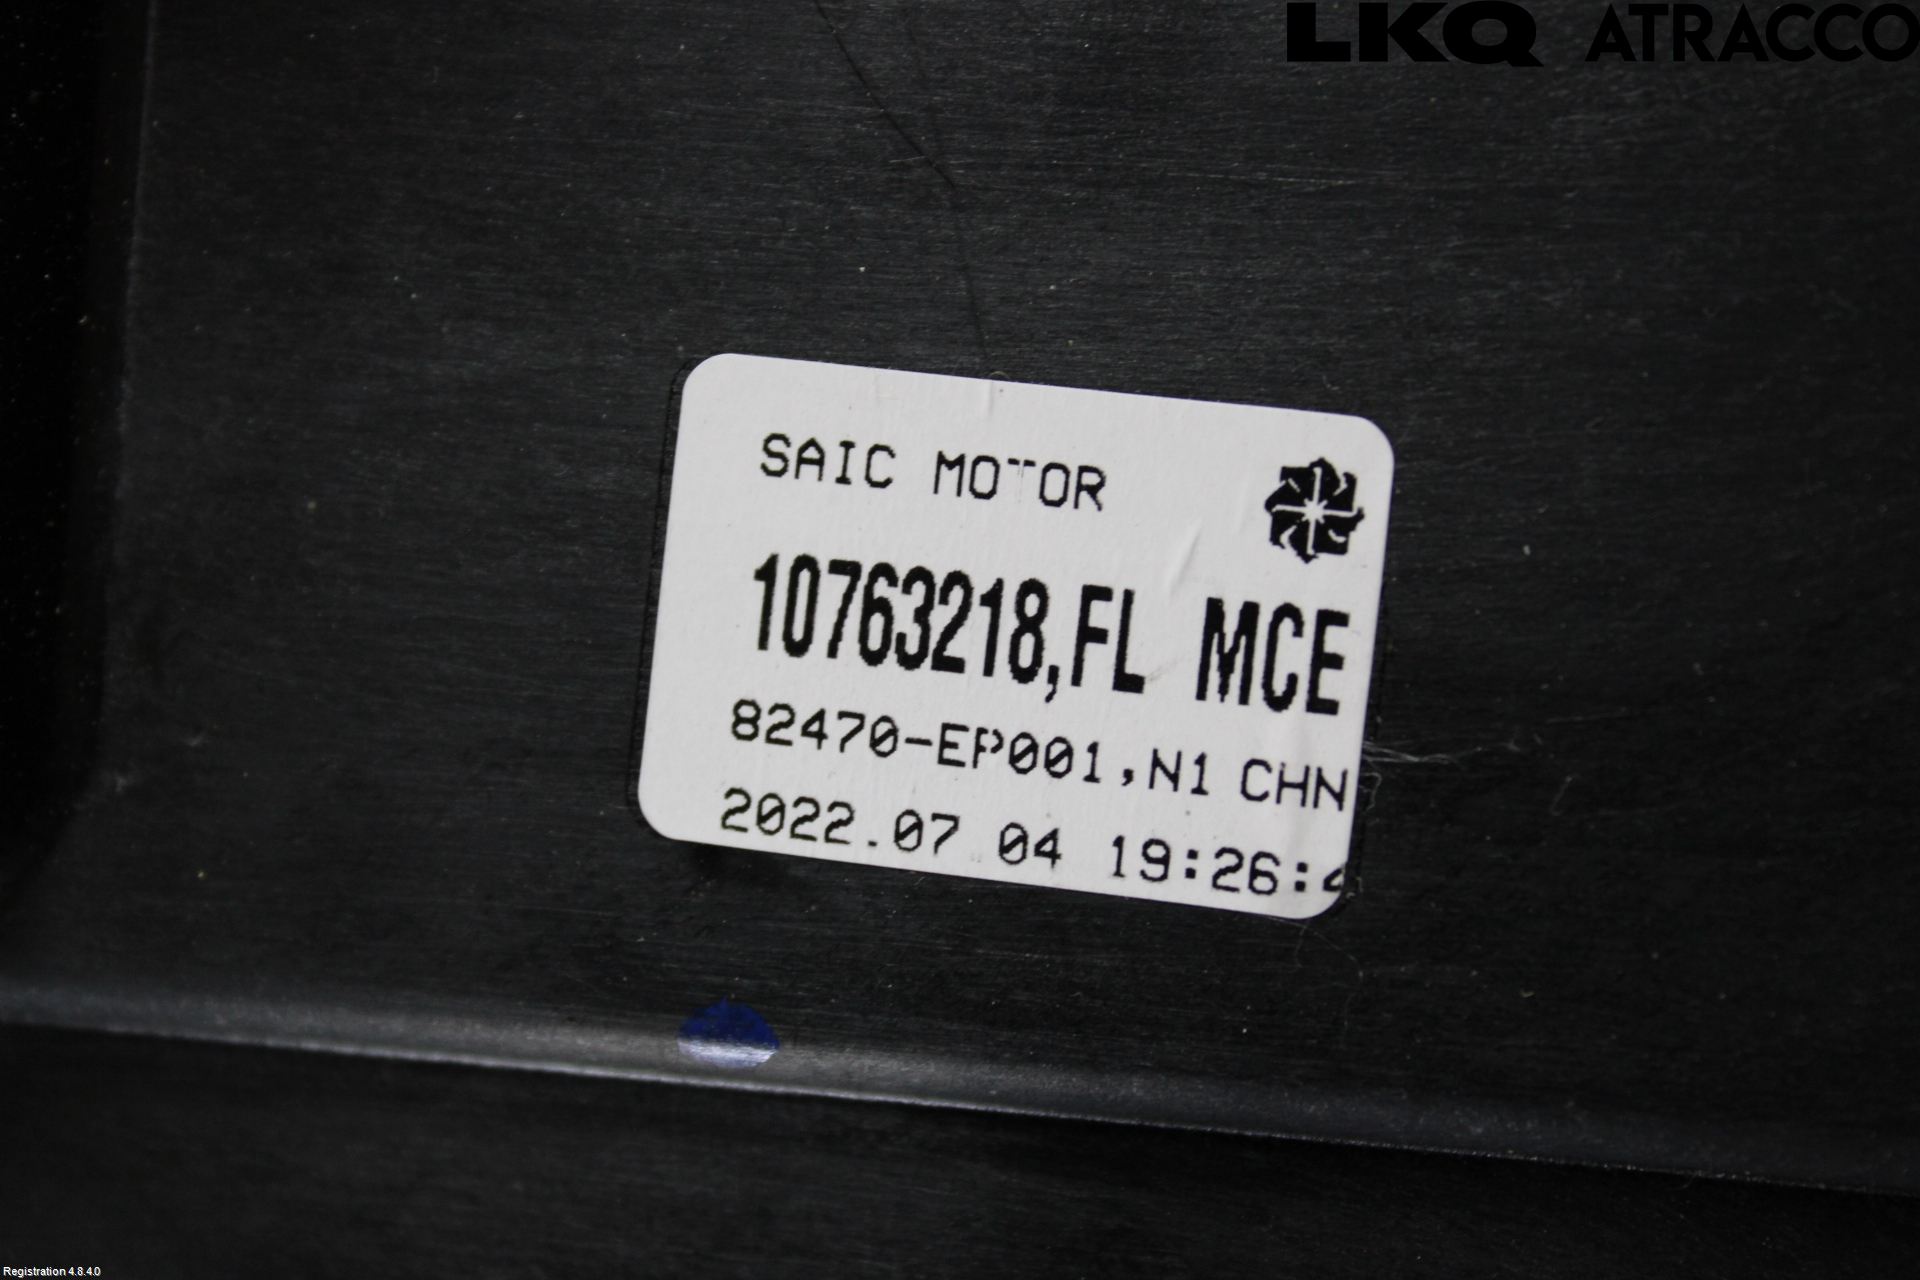 LKQ ATRACCO
SAIC MOTOR
10763218,FL MCE
82470-EP001,N1 CHN
2022.07.04 19:26:4
Registration 4.8.4.0